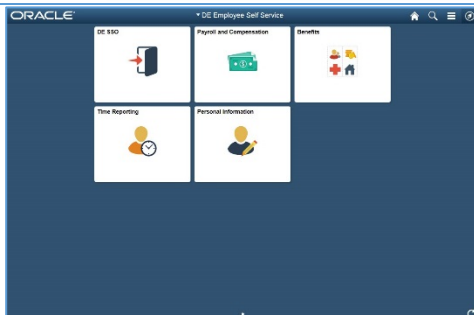 ORACLE'
▾ DE Employee Self Service
DE SSO
Payroll and Compensation
Benefits
Time Reporting
Personal Information